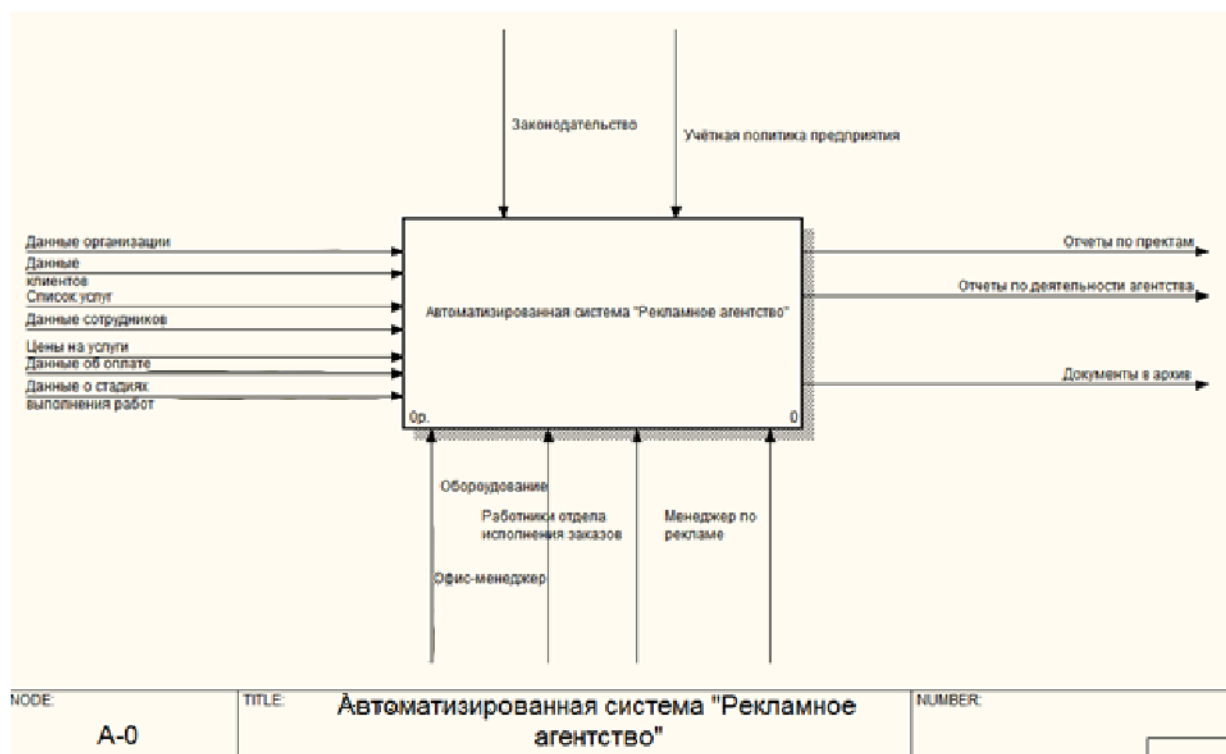 Законодательство
Учётная политика предприятия
Данные организации
Данные
клиентов
Список услуг
Данные сотрудников
Цены на услуги
Данные об оплате
Данные о стадиях
выполнения работ
Автоматизированная система "Рекламное агентство"
0р.
0
Отчеты по пректам
Отчеты по деятельности агентства
Документы в архив
Оборудование
Работники отдела
исполнения заказов
Менеджер по
рекламе
Офис-менеджер
NODE:
A-0
TITLE:
Автоматизированная система "Рекламное
агентство"
NUMBER: